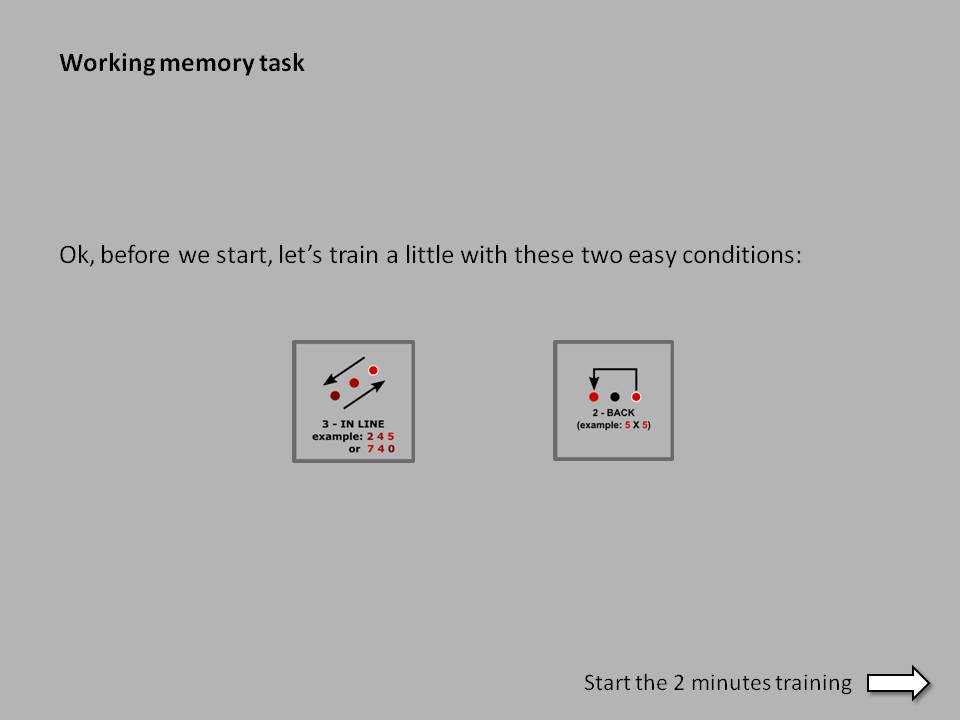 Working memory task
Ok, before we start, let’s train a little with these two easy conditions:
3 - IN LINE
example: 2 4 5
or 7 4 0
2 - BACK
(example: 5 X 5)
Start the 2 minutes training